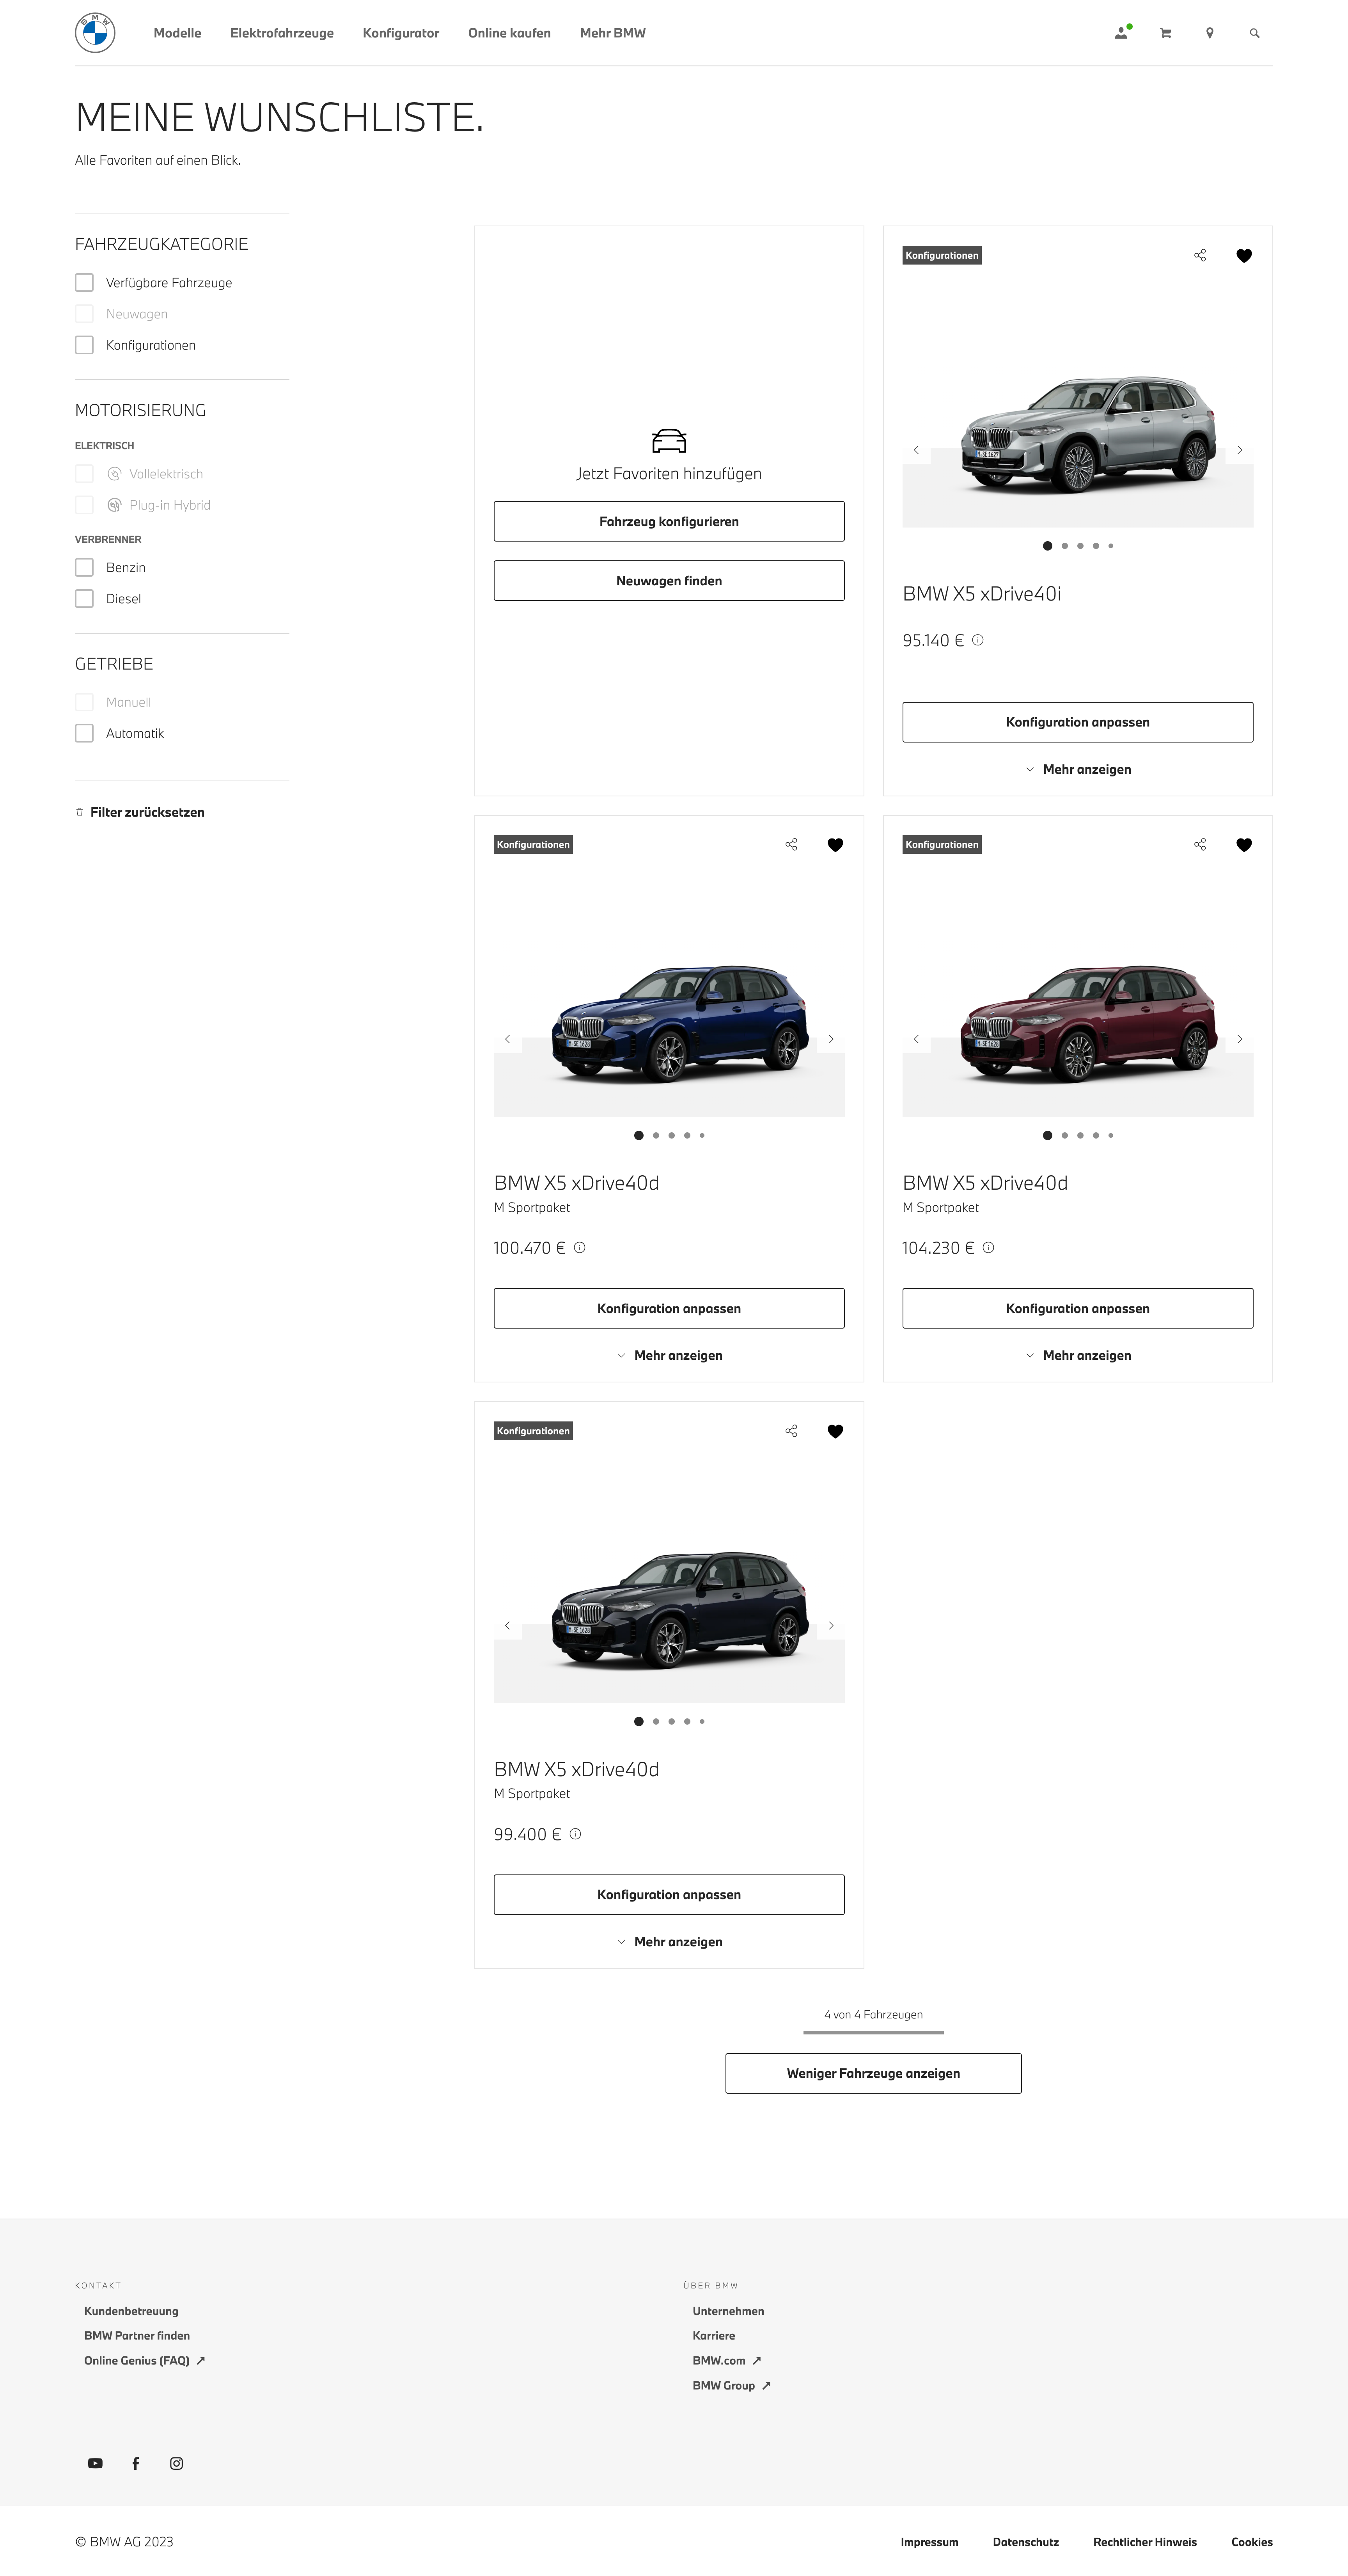 Modelle
Elektrofahrzeuge
Konfigurator
Online kaufen
Mehr BMW
MEINE WUNSCHLISTE.
Alle Favoriten auf einen Blick.
FAHRZEUGKATEGORIE
Verfügbare Fahrzeuge
Neuwagen
Konfigurationen
MOTORISIERUNG
ELEKTRISCH
Vollelektrisch
Plug-in Hybrid
VERBRENNER
Benzin
Diesel
GETRIEBE
Manuell
Automatik
Filter zurücksetzen
Jetzt Favoriten hinzufügen
Fahrzeug konfigurieren
Neuwagen finden
Konfigurationen
BMW X5 xDrive40i
95.140 €
Konfiguration anpassen
Mehr anzeigen
Konfigurationen
BMW X5 xDrive40d
M Sportpaket
100.470 €
Konfiguration anpassen
Mehr anzeigen
Konfigurationen
BMW X5 xDrive40d
M Sportpaket
104.230 €
Konfiguration anpassen
Mehr anzeigen
Konfigurationen
BMW X5 xDrive40d
M Sportpaket
99.400 €
Konfiguration anpassen
Mehr anzeigen
4 von 4 Fahrzeugen
Weniger Fahrzeuge anzeigen
KONTAKT
Kundenbetreuung
BMW Partner finden
Online Genius (FAQ)
ÜBER BMW
Unternehmen
Karriere
BMW.com
BMW Group
© BMW AG 2023
Impressum
Datenschutz
Rechtlicher Hinweis
Cookies